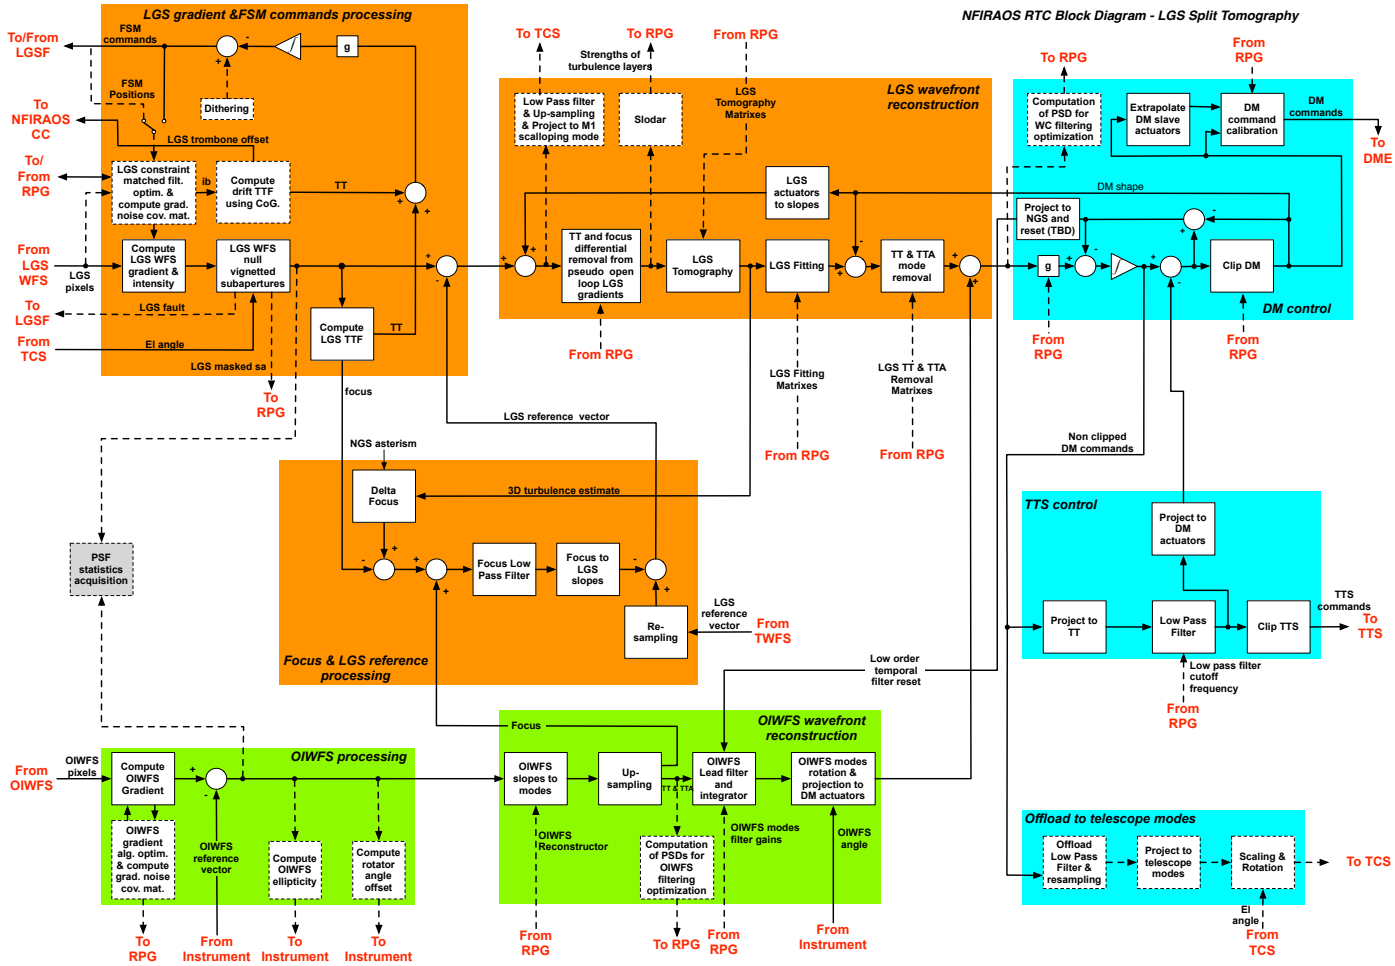 LGS gradient &FSM commands processing
NFIRAOS RTC Block Diagram - LGS Split Tomography
To/From
LGSF
FSM
commands
-
g
+
FSM
Positions
Dithering
To
NFIRAOS
CC
LGS trombone offset
To/
From
RPG
LGS constraint
matched filt.
optim. &
compute grad.
noise cov. mat.
ib
Compute
drift TTF
using CoG.
TT
+
+
From
LGS
WFS
LGS
pixels
Compute
LGS WFS
gradient &
intensity
LGS WFS
null
vignetted
subapertures
+
-
To
LGSF
LGS fault
From
TCS
El angle
LGS masked sa
To
RPG
Compute
LGS TTF
TT
focus
To TCS
To RPG
From RPG
Strengths of
turbulence layers
LGS wavefront
reconstruction
Low Pass filter
& Up-sampling
& Project to M1
scalloping mode
Slodar
LGS
Tomography
Matrixes
LGS
actuators
to slopes
+
+
TT and focus
differential
removal from
pseudo open
loop LGS
gradients
LGS
Tomography
LGS Fitting
-
+
TT & TTA
mode
removal
+
+
From RPG
LGS Fitting
Matrixes
From RPG
LGS TT & TTA
Removal
Matrixes
From RPG
To RPG
From
RPG
Computation
of PSD for
WC filtering
optimization
Extrapolate
DM slave
actuators
DM
command
calibration
DM
commands
To
DME
DM shape
Project to
NGS and
reset (TBD)
-
+
-
g
+
+
-
Clip DM
DM control
From
RPG
From
RPG
LGS reference  vector
NGS asterism
Delta
Focus
3D turbulence estimate
-
+
+
+
Focus Low
Pass Filter
Focus to
LGS
slopes
-
+
Re-
sampling
LGS
reference
vector
From
TWFS
Focus & LGS reference
processing
PSF
statistics
acquisition
Non clipped
DM commands
TTS control
Project to
DM
actuators
Project to
TT
Low Pass
Filter
Clip TTS
TTS
commands
To
TTS
Low pass filter
cutoff
frequency
From
RPG
Low order
temporal
filter reset
OIWFS processing
From
OIWFS
OIWFS
pixels
Compute
OIWFS
Gradient
+
-
OIWFS
gradient
alg. optim.
& compute
grad. noise
cov. mat.
OIWFS
reference
vector
Compute
OIWFS
ellipticity
Compute
rotator
angle
offset
To
RPG
From
Instrument
To
Instrument
To
Instrument
Focus
OIWFS wavefront
reconstruction
OIWFS
slopes to
modes
Up-
sampling
TT & TTA
OIWFS
Lead filter
and
integrator
OIWFS modes
rotation &
projection to
DM actuators
OIWFS
Reconstructor
Computation
of PSDs for
OIWFS
filtering
optimization
OIWFS modes
filter gains
OIWFS
angle
From
RPG
To RPG
From
RPG
From
Instrument
Offload to telescope modes
Offload
Low Pass
Filter &
resampling
Project to
telescope
modes
Scaling &
Rotation
To TCS
El
angle
From
TCS